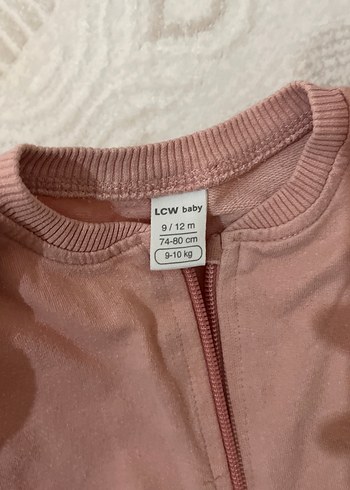 LCW baby
9 / 12 m
74-80 cm
9-10 kg